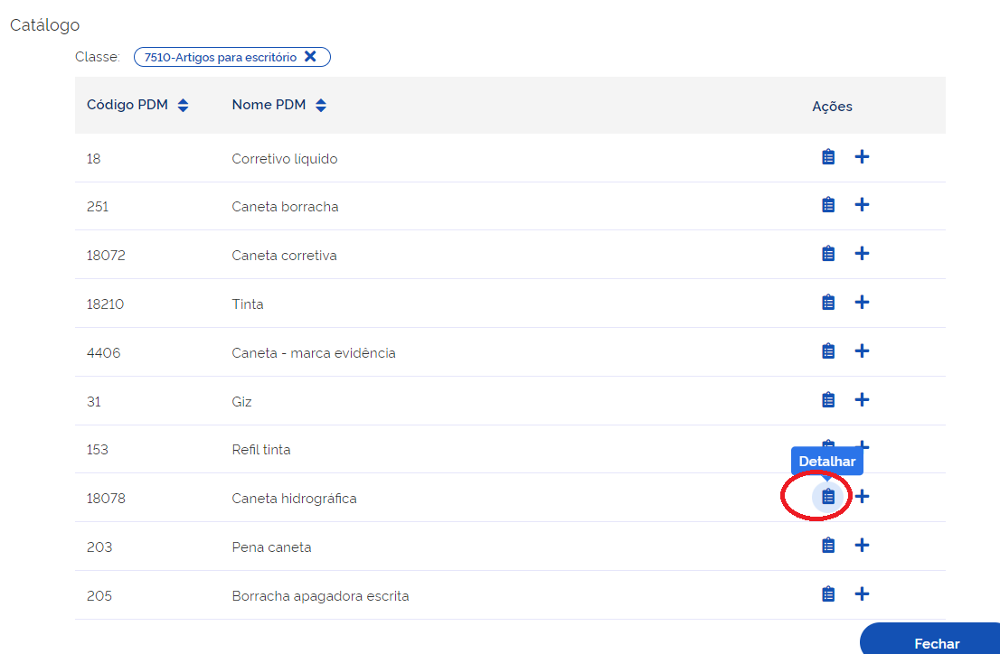 Catálogo
Classe: 7510-Artigos para escritório
Código PDM Nome PDM Ações
18 Corretivo líquido
251 Caneta borracha
18072 Caneta corretiva
18210 Tinta
4406 Caneta - marca evidência
31 Giz
153 Refil tinta
Detalhar
18078 Caneta hidrográfica
203 Pena caneta
205 Borracha apagadora escrita
Fechar